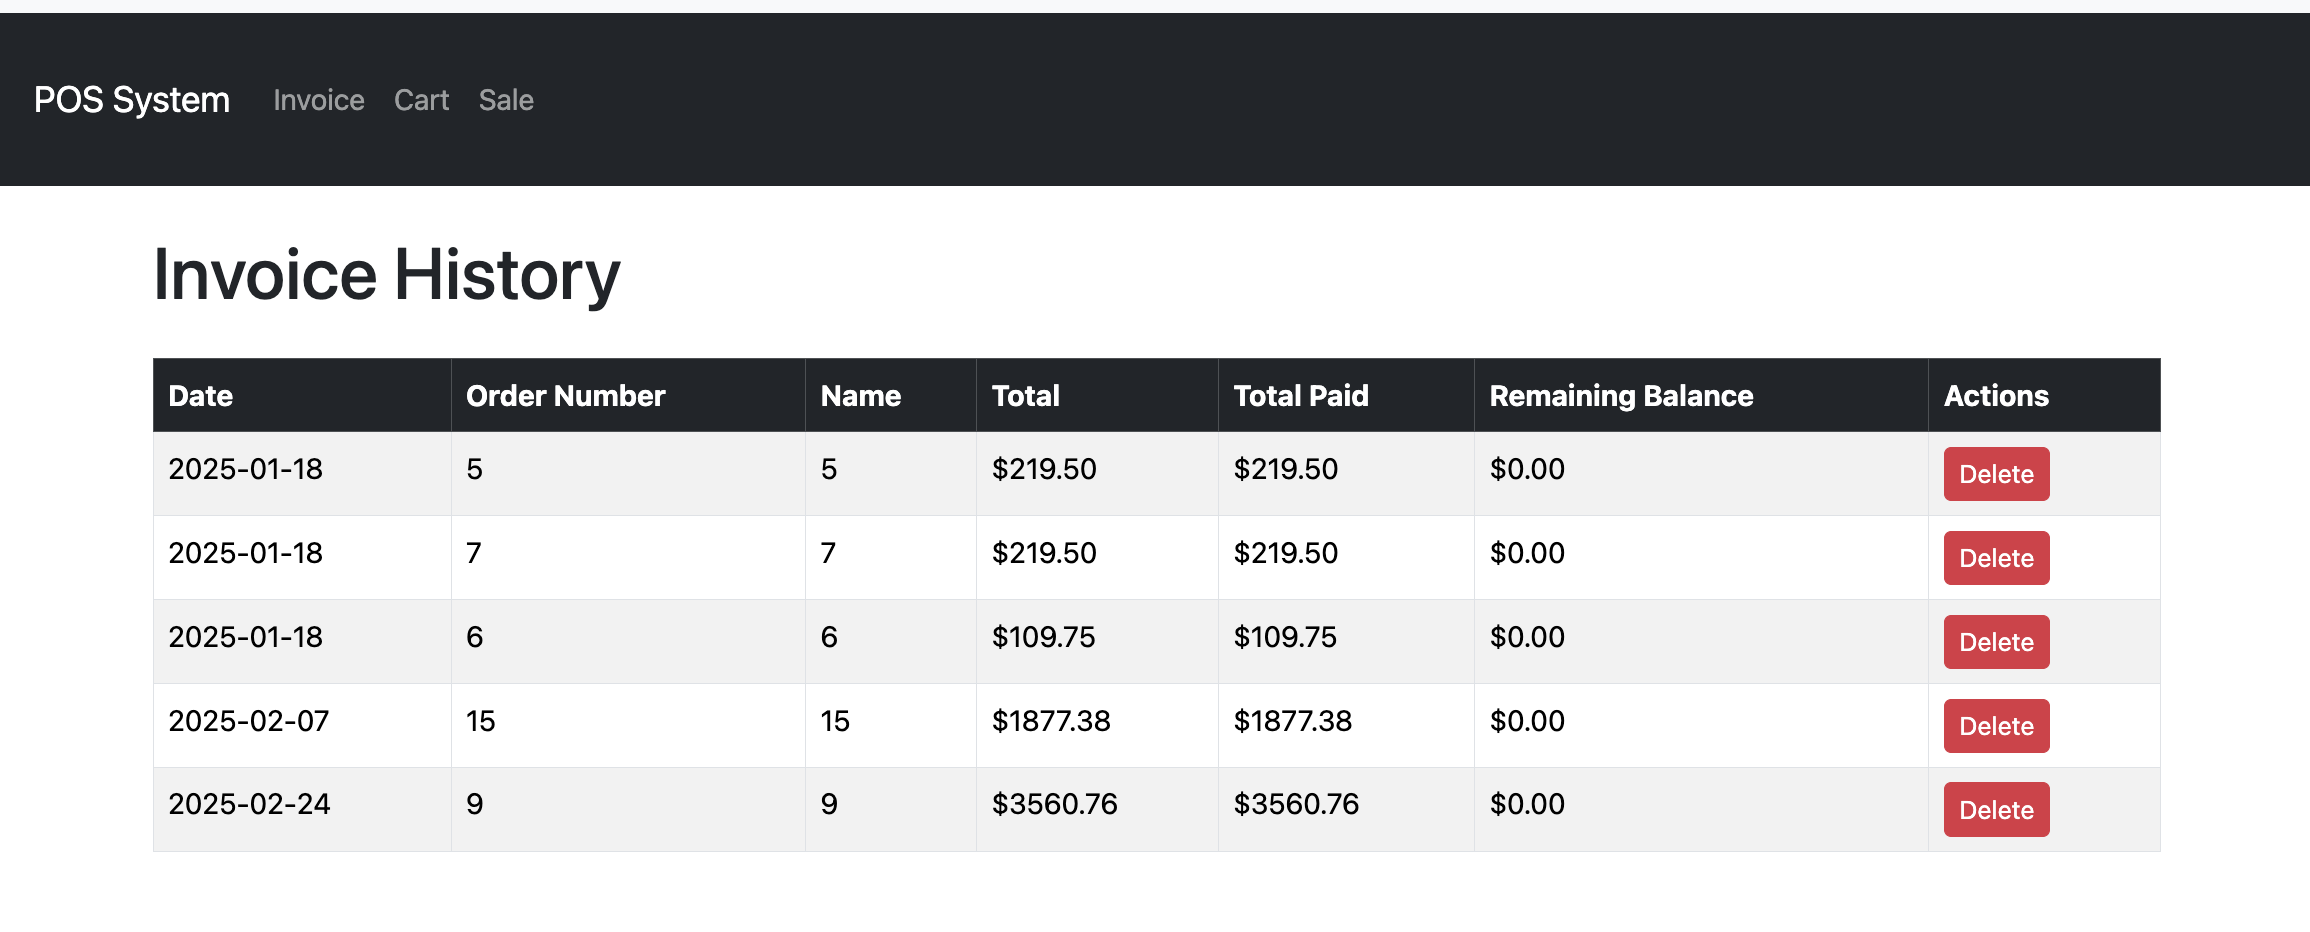 POS System Invoice Cart Sale
Invoice History
Date Order Number Name Total Total Paid Remaining Balance Actions
2025-01-18 5 5 $219.50 $219.50 $0.00 Delete
2025-01-18 7 7 $219.50 $219.50 $0.00 Delete
2025-01-18 6 6 $109.75 $109.75 $0.00 Delete
2025-02-07 15 15 $1877.38 $1877.38 $0.00 Delete
2025-02-24 9 9 $3560.76 $3560.76 $0.00 Delete